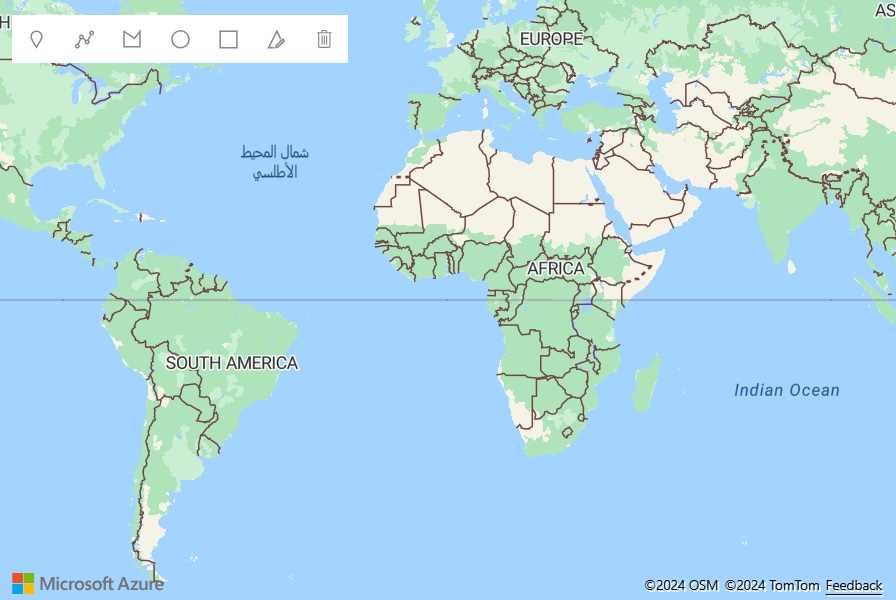 H
AS
EUROPE
شمال المحيط
الأطلسي
AFRICA
SOUTH AMERICA
Indian Ocean
Microsoft Azure
©2024 OSM ©2024 TomTom Feedback